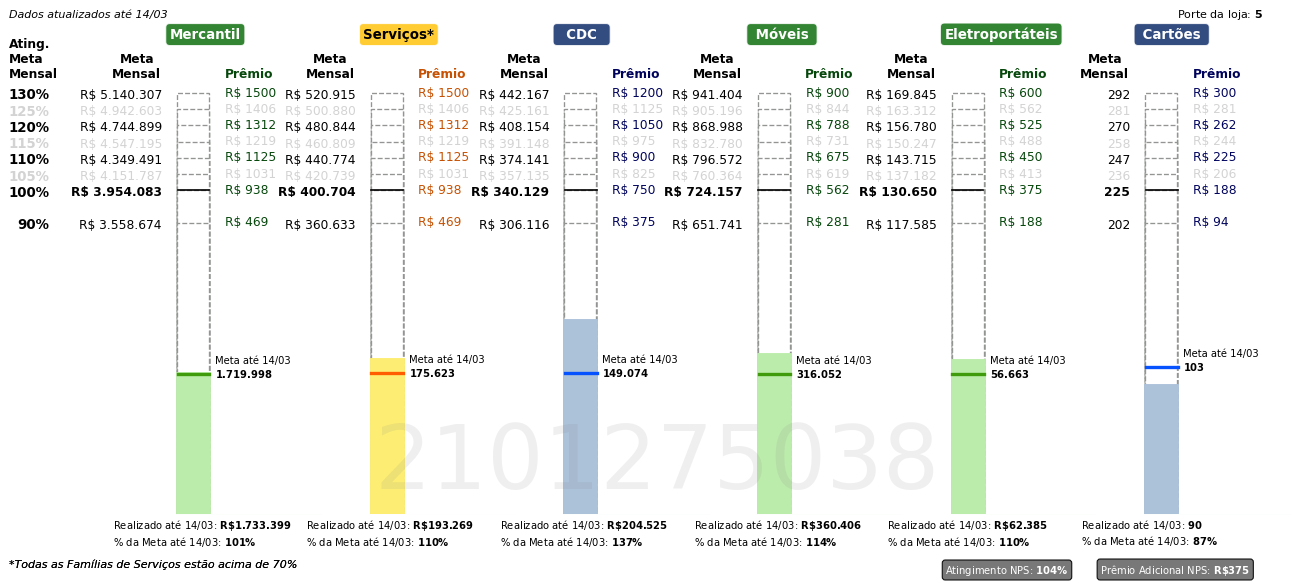 Dados atualizados até 14/03
Porte da loja: 5
Mercantil Serviços* CDC Móveis Eletroportáteis Cartões
Ating.
Meta Meta Meta Meta Meta Meta Meta
Mensal Mensal Prêmio Mensal Prêmio Mensal Prêmio Mensal Prêmio Mensal Prêmio Mensal Prêmio
130% R$ 5.140.307 R$ 1500 R$ 520.915 R$ 1500 R$ 442.167 R$ 1200 R$ 941.404 R$ 900 R$ 169.845 R$ 600 292 R$ 300
125% R$ 4.942.603 R$ 1406 R$ 500.880 R$ 1406 R$ 425.161 R$ 1125 R$ 905.196 R$ 844 R$ 163.312 R$ 562 281 R$ 281
120% R$ 4.744.899 R$ 1312 R$ 480.844 R$ 1312 R$ 408.154 R$ 1050 R$ 868.988 R$ 788 R$ 156.780 R$ 525 270 R$ 262
115% R$ 4.547.195 R$ 1219 R$ 460.809 R$ 1219 R$ 391.148 R$ 975 R$ 832.780 R$ 731 R$ 150.247 R$ 488 258 R$ 244
110% R$ 4.349.491 R$ 1125 R$ 440.774 R$ 1125 R$ 374.141 R$ 900 R$ 796.572 R$ 675 R$ 143.715 R$ 450 247 R$ 225
105% R$ 4.151.787 R$ 1031 R$ 420.739 R$ 1031 R$ 357.135 R$ 825 R$ 760.364 R$ 619 R$ 137.182 R$ 413 236 R$ 206
100% R$ 3.954.083 R$ 938 R$ 400.704 R$ 938 R$ 340.129 R$ 750 R$ 724.157 R$ 562 R$ 130.650 R$ 375 225 R$ 188
90% R$ 3.558.674 R$ 469 R$ 360.633 R$ 469 R$ 306.116 R$ 375 R$ 651.741 R$ 281 R$ 117.585 R$ 188 202 R$ 94
Meta até 14/03 Meta até 14/03 Meta até 14/03 Meta até 14/03 Meta até 14/03 Meta até 14/03
1.719.998 175.623 149.074 316.052 56.663 103
2101275038
Realizado até 14/03: R$1.733.399 Realizado até 14/03: R$193.269 Realizado até 14/03: R$204.525 Realizado até 14/03: R$360.406 Realizado até 14/03: R$62.385 Realizado até 14/03: 90
% da Meta até 14/03: 101% % da Meta até 14/03: 110% % da Meta até 14/03: 137% % da Meta até 14/03: 114% % da Meta até 14/03: 110% % da Meta até 14/03: 87%
*Todas as Famílias de Serviços estão acima de 70%
Atingimento NPS: 104% Prêmio Adicional NPS: R$375